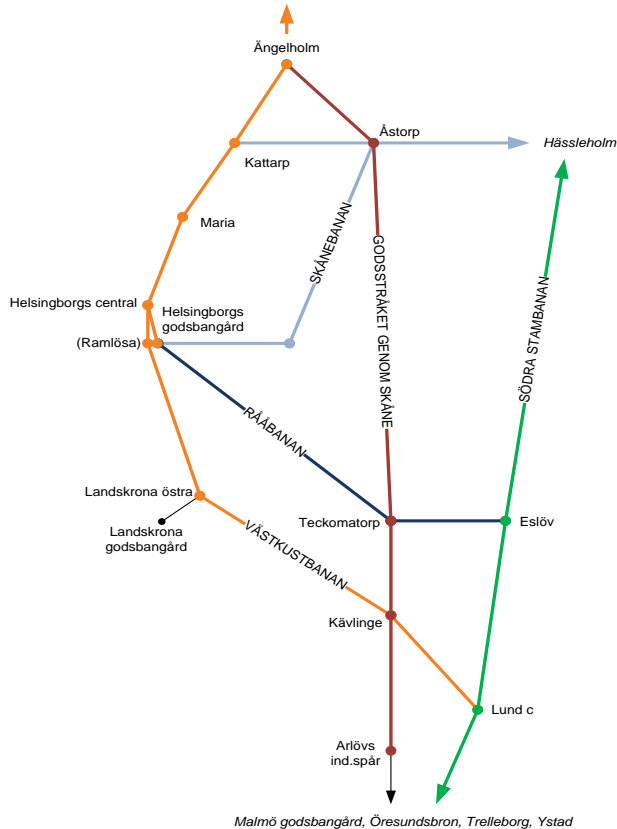 Ängelholm
Åstorp
Hässleholm
Kattarp
Maria
SKÅNEBANAN
GODSSTRÅKET GENOM SKÅNE
SÖDRA STAMBANAN
Helsingborgs central
Helsingborgs
godsbangård
(Ramlösa)
RÅÅBANAN
Landskrona östra
Landskrona
godsbangård
Teckomatorp
Eslöv
VÄSTKUSTBANAN
Kävlinge
Lund c
Arlövs
ind.spår
Malmö godsbangård, Öresundsbron, Trelleborg, Ystad